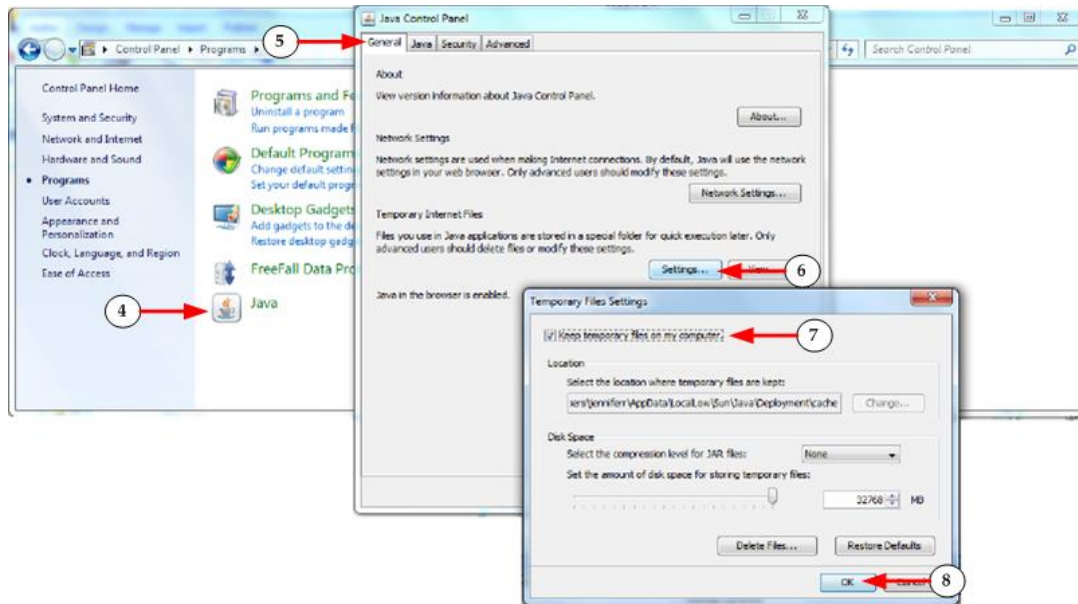 Control Panel ▸ Programs ▸
Search Control Panel
Control Panel Home
System and Security
Network and Internet
Hardware and Sound
Programs
User Accounts
Appearance and
Personalization
Clock, Language, and Region
Ease of Access
Programs and Fe
Uninstall a program
Run programs made f
Default Program
Change default settin
Set your default progr
Desktop Gadgets
Add gadgets to the de
Restore desktop gadg
FreeFall Data Pro
Java
4
5
Java Control Panel
General Java Security Advanced
About
View version information about Java Control Panel.
About...
Network Settings
Network settings are used when making Internet connections. By default, Java will use the network
settings in your web browser. Only advanced users should modify these settings.
Network Settings...
Temporary Internet Files
Files you use in Java applications are stored in a special folder for quick execution later. Only
advanced users should delete files or modify these settings.
Settings... View...
6
Java in the browser is enabled.
Temporary Files Settings
Keep temporary files on my computer.
7
Location
Select the location where temporary files are kept:
sers\jenniferr\AppData\LocalLow\Sun\Java\Deployment\cache Change...
Disk Space
Select the compression level for JAR files: None
Set the amount of disk space for storing temporary files:
32768 MB
Delete Files... Restore Defaults
OK Cancel
8